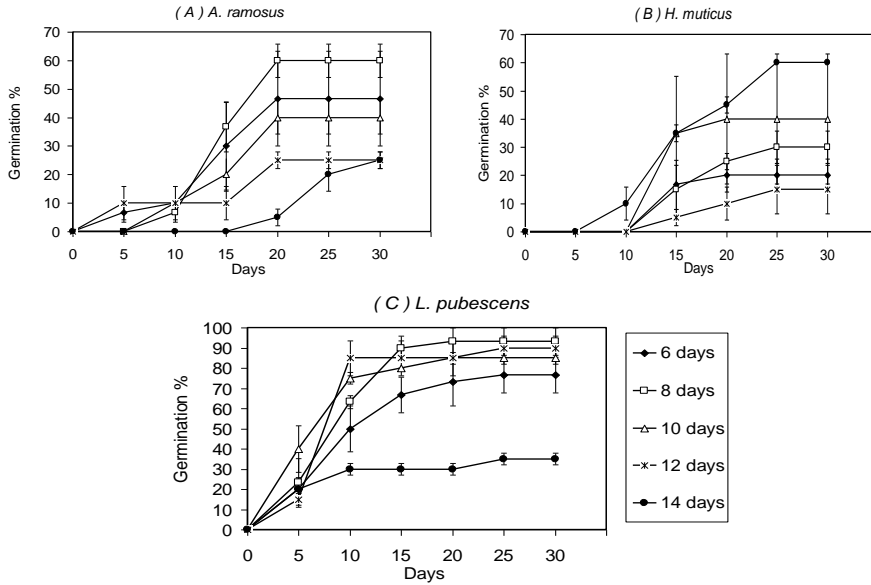 ( A ) A. ramosus
Germination %
70
60
50
40
30
20
10
0
0 5 10 15 20 25 30
Days
( B ) H. muticus
Germination %
70
60
50
40
30
20
10
0
0 5 10 15 20 25 30
Days
( C ) L. pubescens
Germination %
100
90
80
70
60
50
40
30
20
10
0
0 5 10 15 20 25 30
Days
6 days
8 days
10 days
12 days
14 days